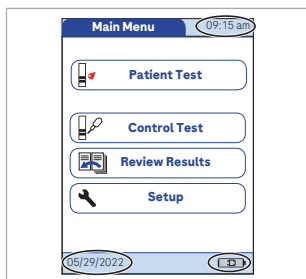 Main Menu
09:15 am
Patient Test
Control Test
Review Results
Setup
05/29/2022